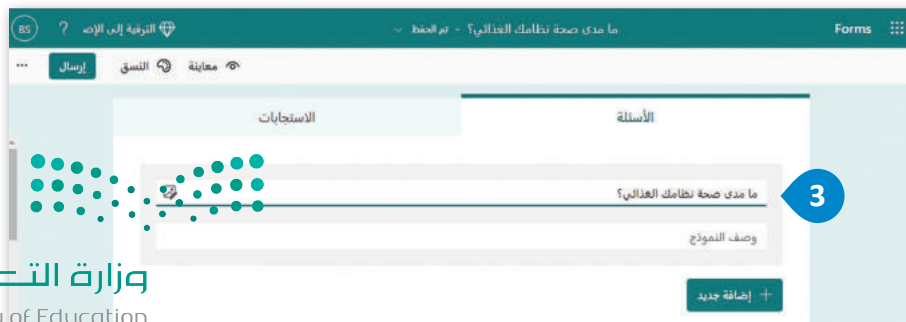 Forms ما مدى صحة نظامك الغذائي؟ - تم الحفظ الترقية إلى الإصد ? BS
معاينة النسق إرسال ...
الأسئلة الاستجابات
ما مدى صحة نظامك الغذائي؟ 3
وصف النموذج
+ إضافة جديد
وزارة التـ
of Education